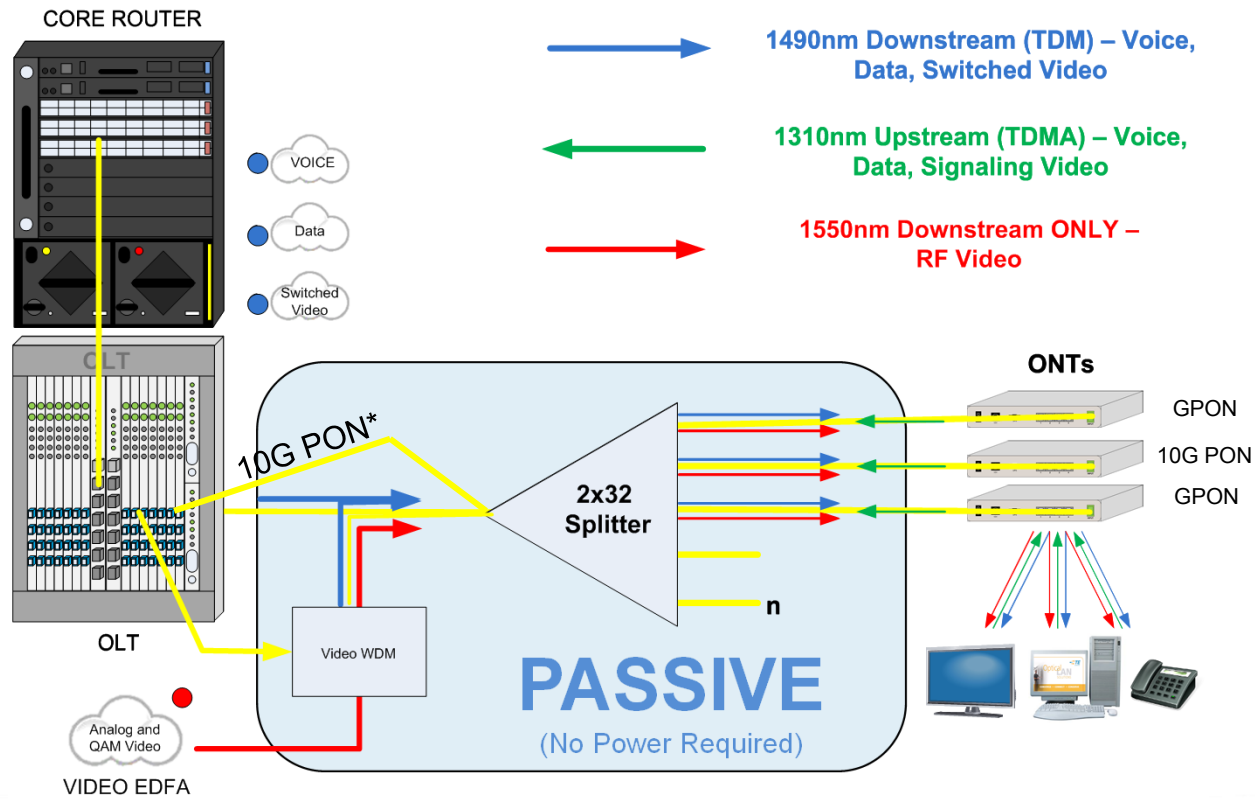 CORE ROUTER
1490nm Downstream (TDM) – Voice,
Data, Switched Video
1310nm Upstream (TDMA) – Voice,
Data, Signaling Video
1550nm Downstream ONLY –
RF Video
VOICE
Data
Switched
Video
OLT
10G PON*
2x32
Splitter
n
ONTs
GPON
10G PON
GPON
OLT
Video WDM
PASSIVE
(No Power Required)
Analog and
QAM Video
VIDEO EDFA